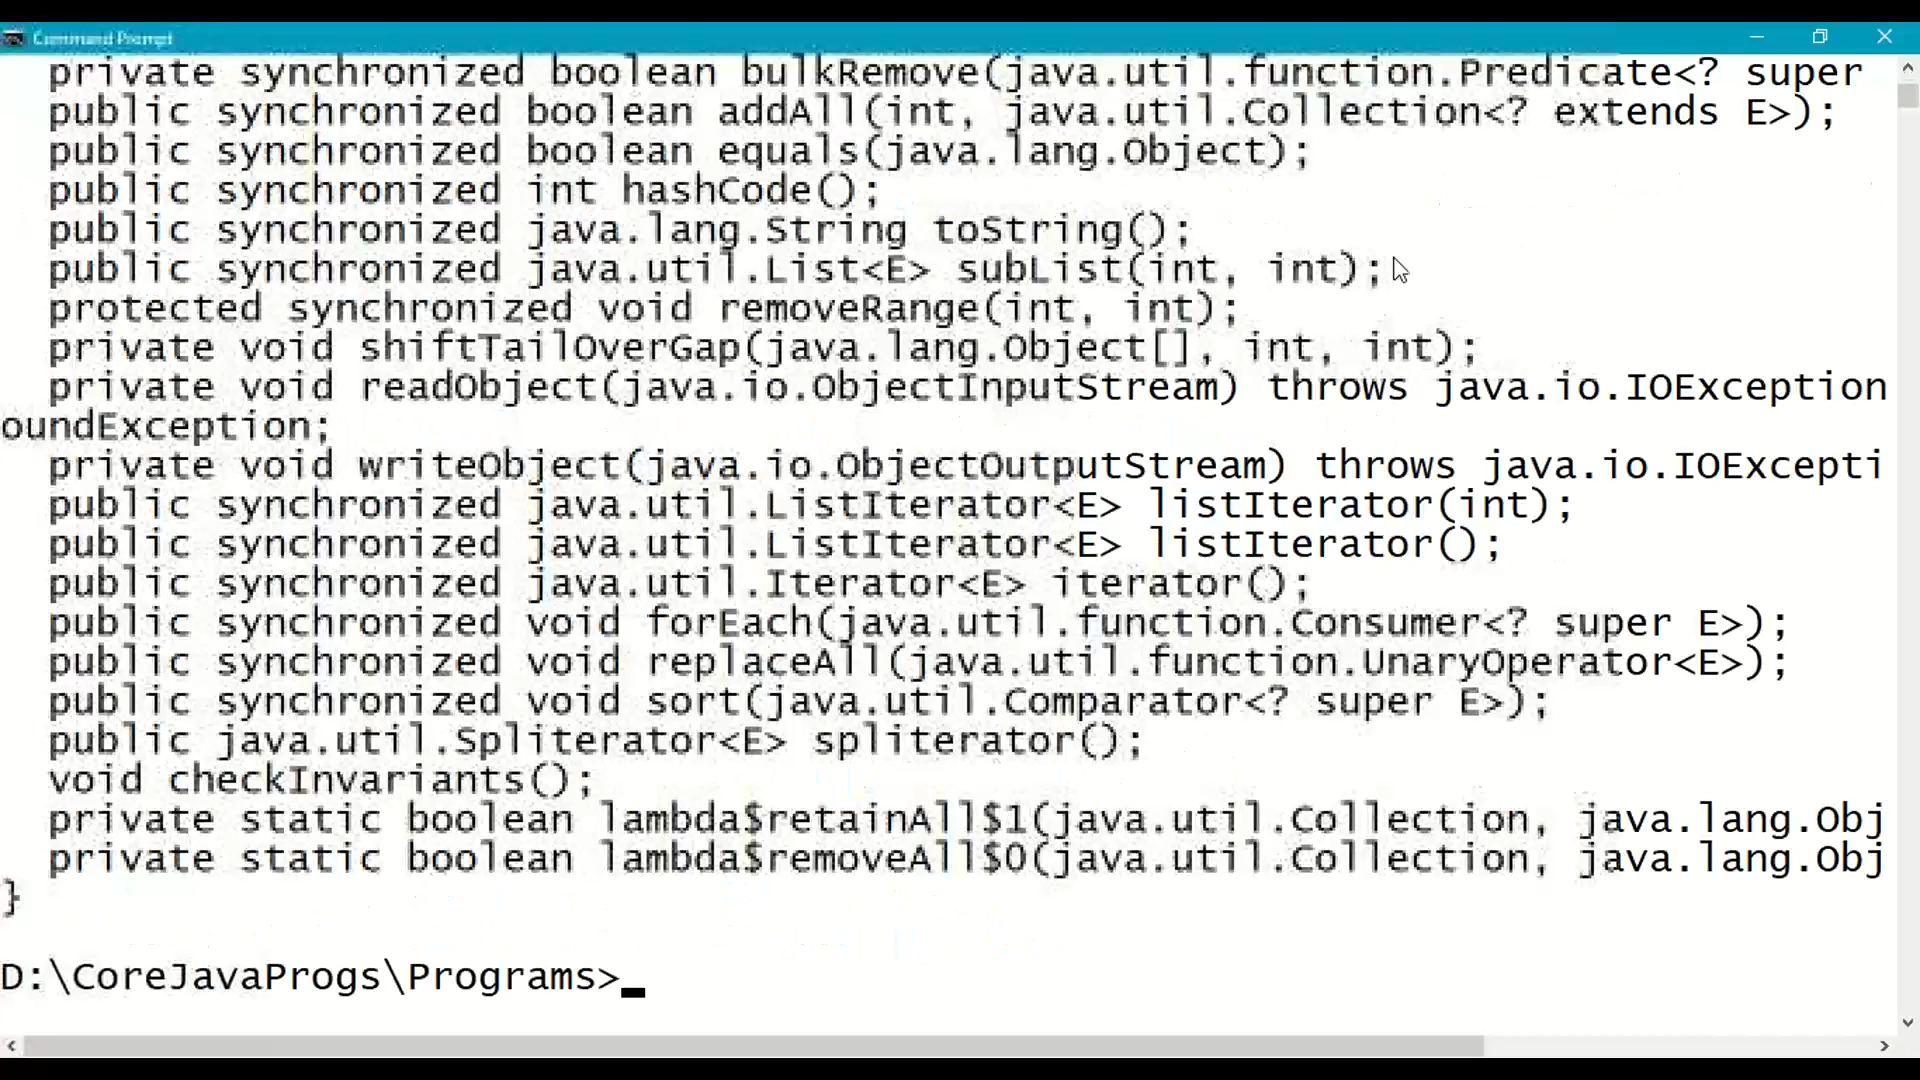 Command Prompt
private synchronized boolean bulkRemove(java.util.function.Predicate<? super
public synchronized boolean addAll(int, java.util.Collection<? extends E>);
public synchronized boolean equals(java.lang.Object);
public synchronized int hashCode();
public synchronized java.lang.String toString();
public synchronized java.util.List<E> subList(int, int);
protected synchronized void removeRange(int, int);
private void shiftTailOverGap(java.lang.Object[], int, int);
private void readObject(java.io.ObjectInputStream) throws java.io.IOException
oundException;
private void writeObject(java.io.ObjectOutputStream) throws java.io.IOExcepti
public synchronized java.util.ListIterator<E> listIterator(int);
public synchronized java.util.ListIterator<E> listIterator();
public synchronized java.util.Iterator<E> iterator();
public synchronized void forEach(java.util.function.Consumer<? super E>);
public synchronized void replaceAll(java.util.function.UnaryOperator<E>);
public synchronized void sort(java.util.Comparator<? super E>);
public java.util.Spliterator<E> spliterator();
void checkInvariants();
private static boolean lambda$retainAll$1(java.util.Collection, java.lang.Obj
private static boolean lambda$removeAll$0(java.util.Collection, java.lang.Obj
}
D:\CoreJavaProgs\Programs>_